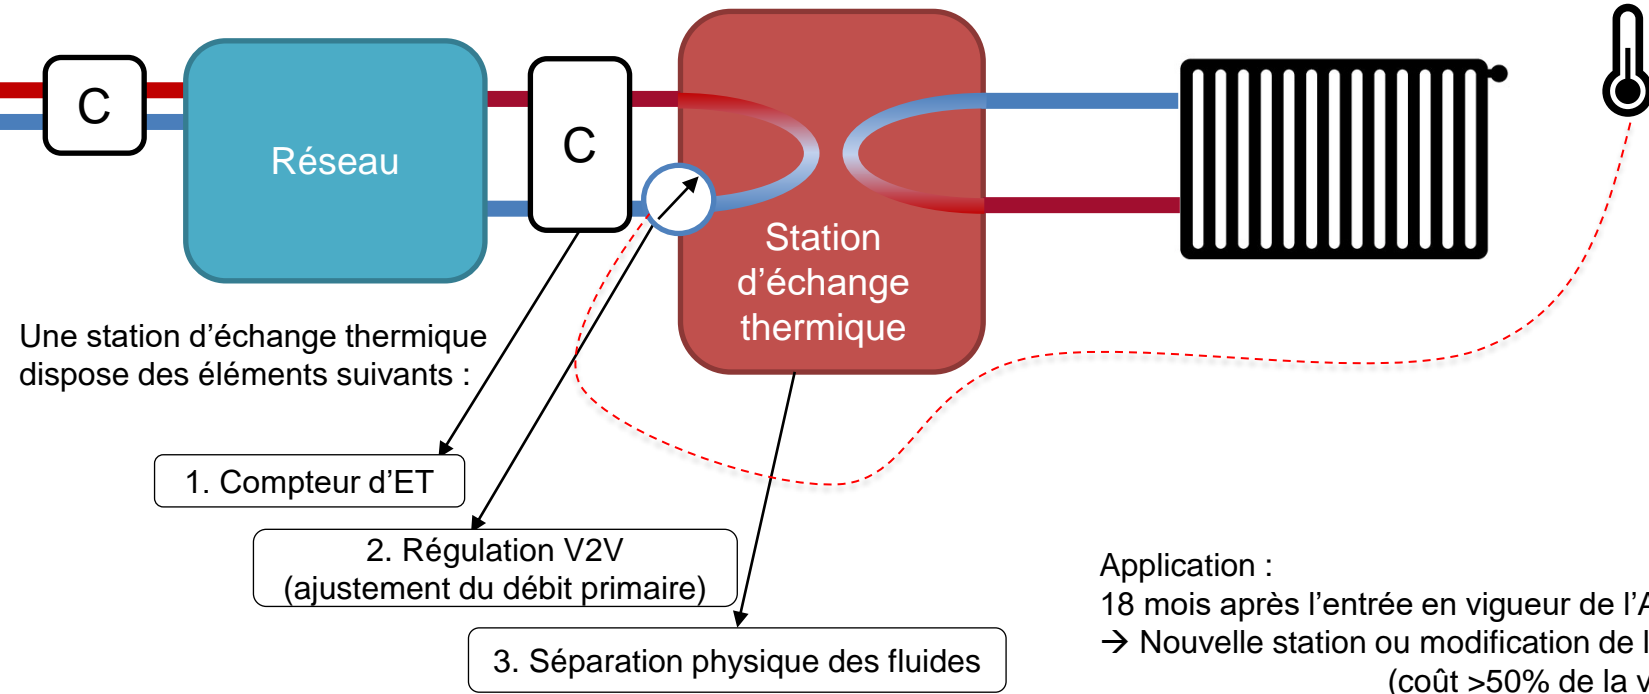 C
Réseau
C
Station
d'échange
thermique
Une station d'échange thermique
dispose des éléments suivants :
1. Compteur d'ET
2. Régulation V2V
(ajustement du débit primaire)
3. Séparation physique des fluides
Application :
18 mois après l'entrée en vigueur de
→ Nouvelle station ou modification de
(coût >50% de la